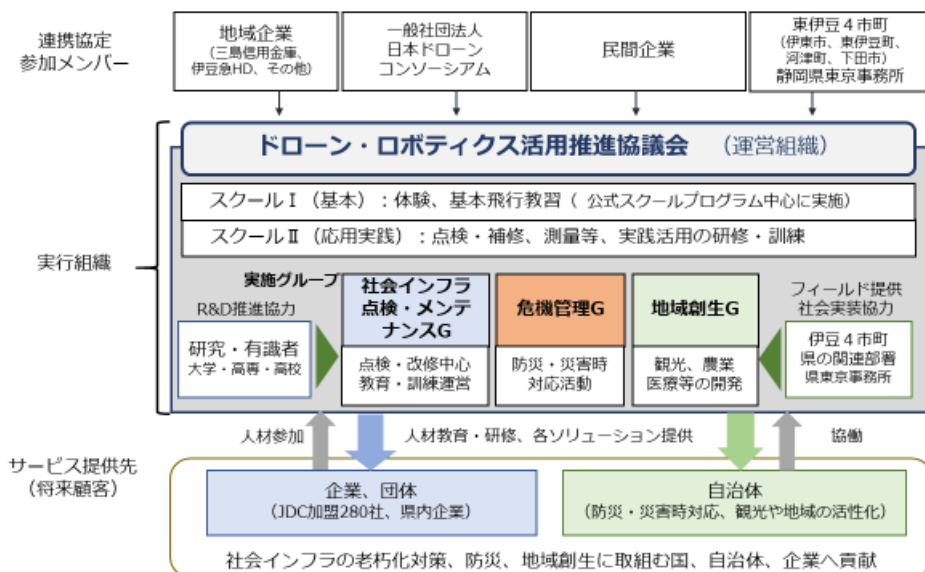 連携協定
参加メンバー
地域企業
(三島信用金庫、
伊豆急HD、その他)
一般社団法人
日本ドローン
コンソーシアム
民間企業
東伊豆４市町
(伊東市、東伊豆町、
河津町、下田市)
静岡県東京事務所
実行組織
ドローン・ロボティクス活用推進協議会 （運営組織）
スクールⅠ（基本）：体験、基本飛行教習（ 公式スクールプログラム中心に実施）
スクールⅡ（応用実践）：点検・補修、測量等、実践活用の研修・訓練
実施グループ
R&D推進協力
研究・有識者
大学・高専・高校
社会インフラ
点検・メンテ
ナンスG
点検・改修中心
教育・訓練運営
危機管理G
防災・災害時
対応活動
地域創生G
観光、農業
医療等の開発
フィールド提供
社会実装協力
伊豆４市町
県の関連部署
県東京事務所
人材参加
人材教育・研修、各ソリューション提供
協働
サービス提供先
（将来顧客）
企業、団体
(JDC加盟280社、県内企業)
自治体
(防災・災害時対応、観光や地域の活性化)
社会インフラの老朽化対策、防災、地域創生に取組む国、自治体、企業へ貢献